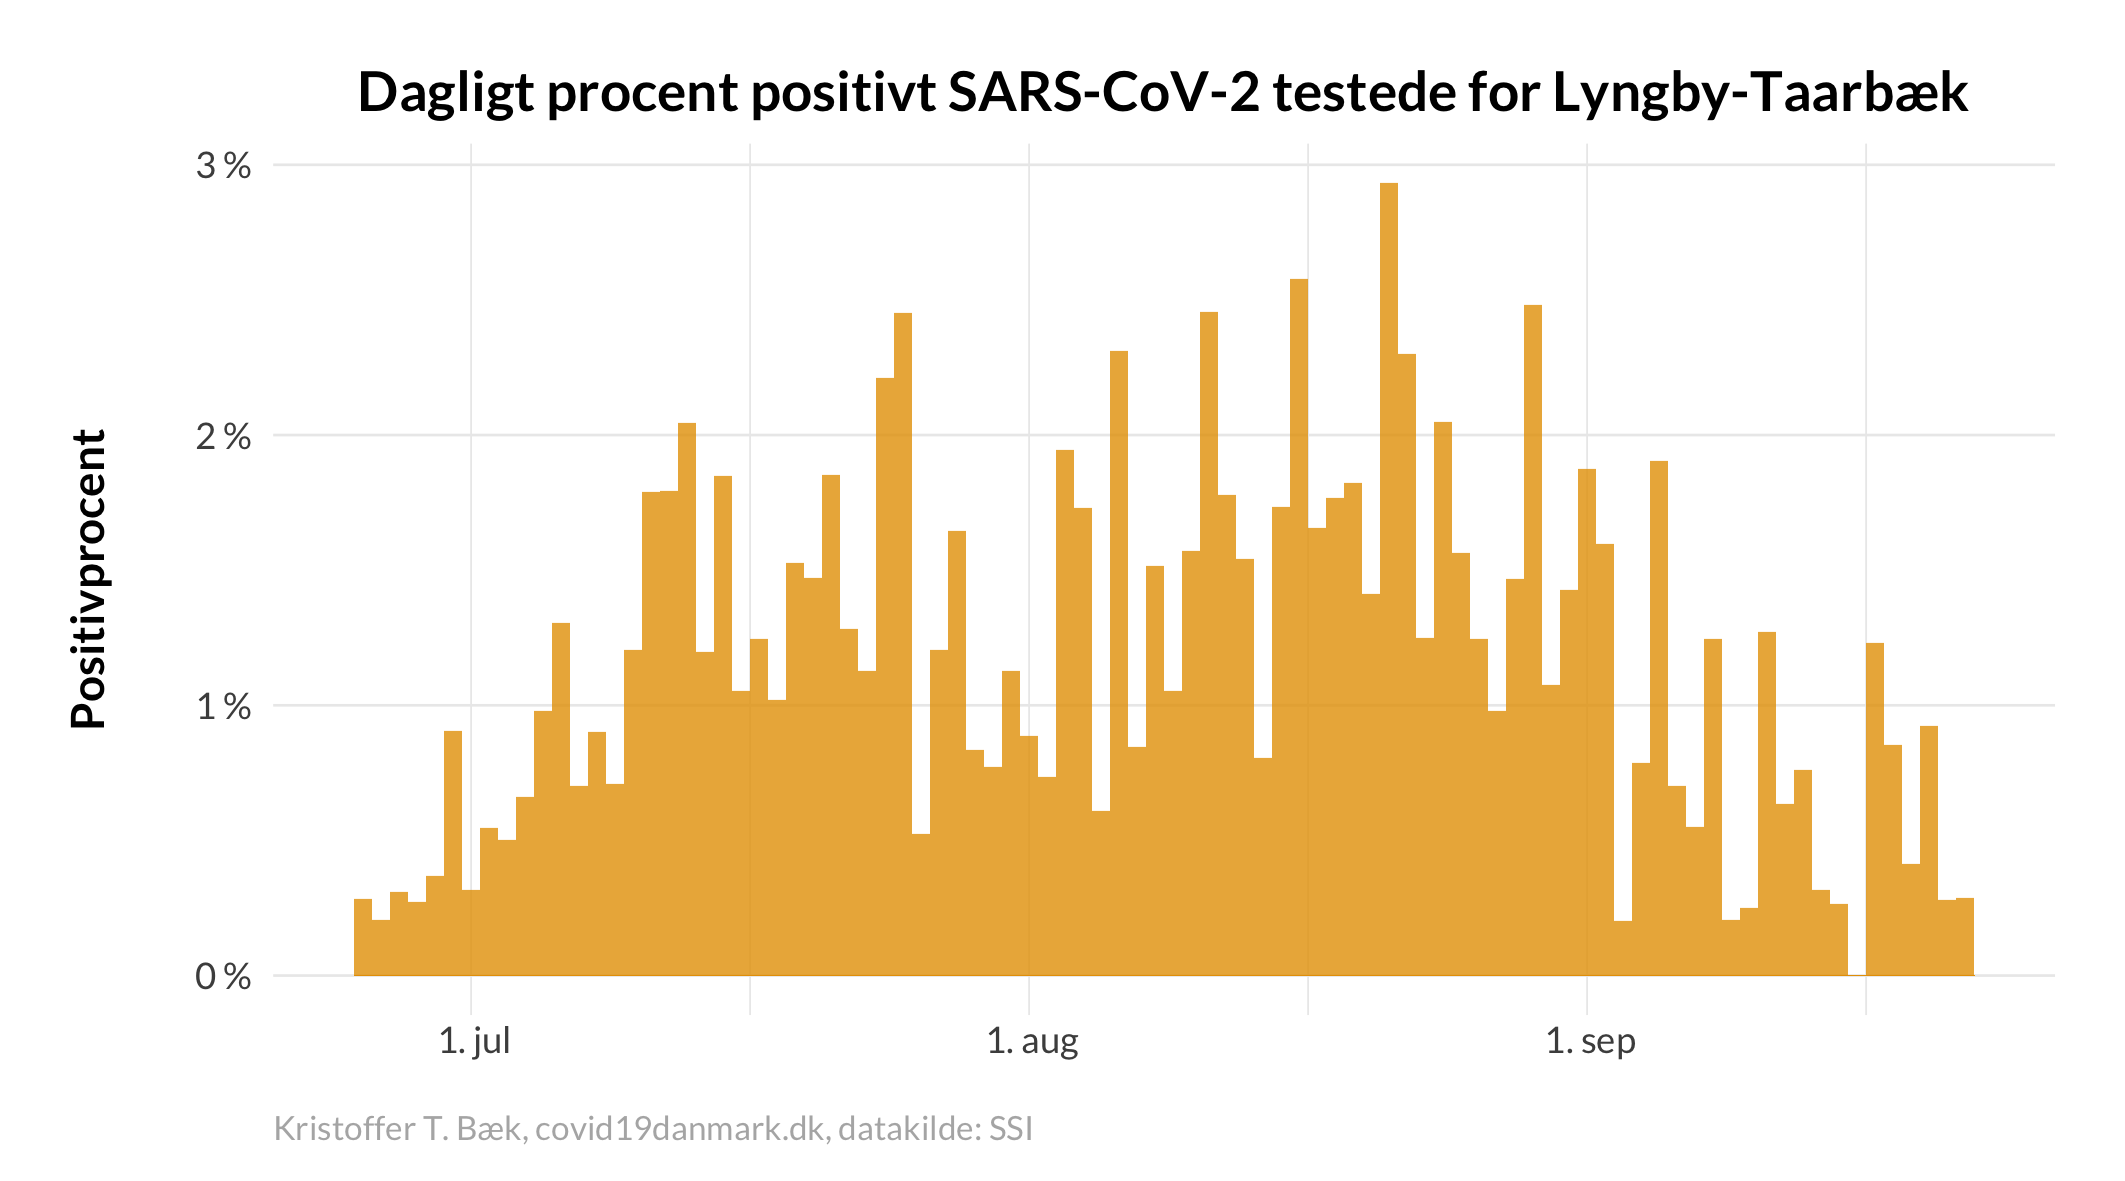 Dagligt procent positivt SARS-CoV-2 testede for Lyngby-Taarbæk
Positivprocent
3 %
2 %
1 %
0 %
1. jul
1. aug
1. sep
Kristoffer T. Bæk, covid19danmark.dk, datakilde: SSI